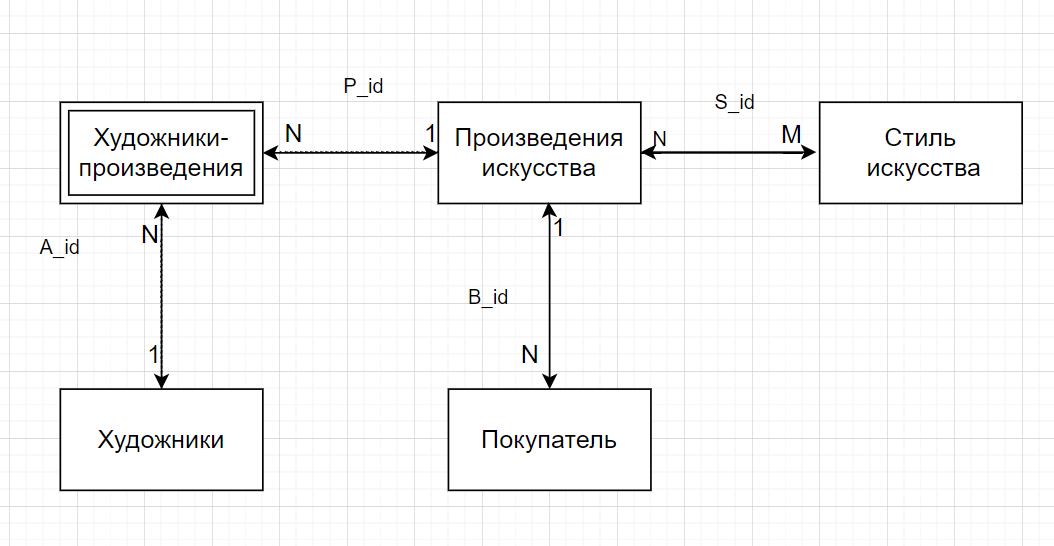 P_id
S_id
Художники-
произведения
N
1
Произведения
искусства
N
M
Стиль
искусства
A_id
N
1
B_id
1
N
Художники
Покупатель